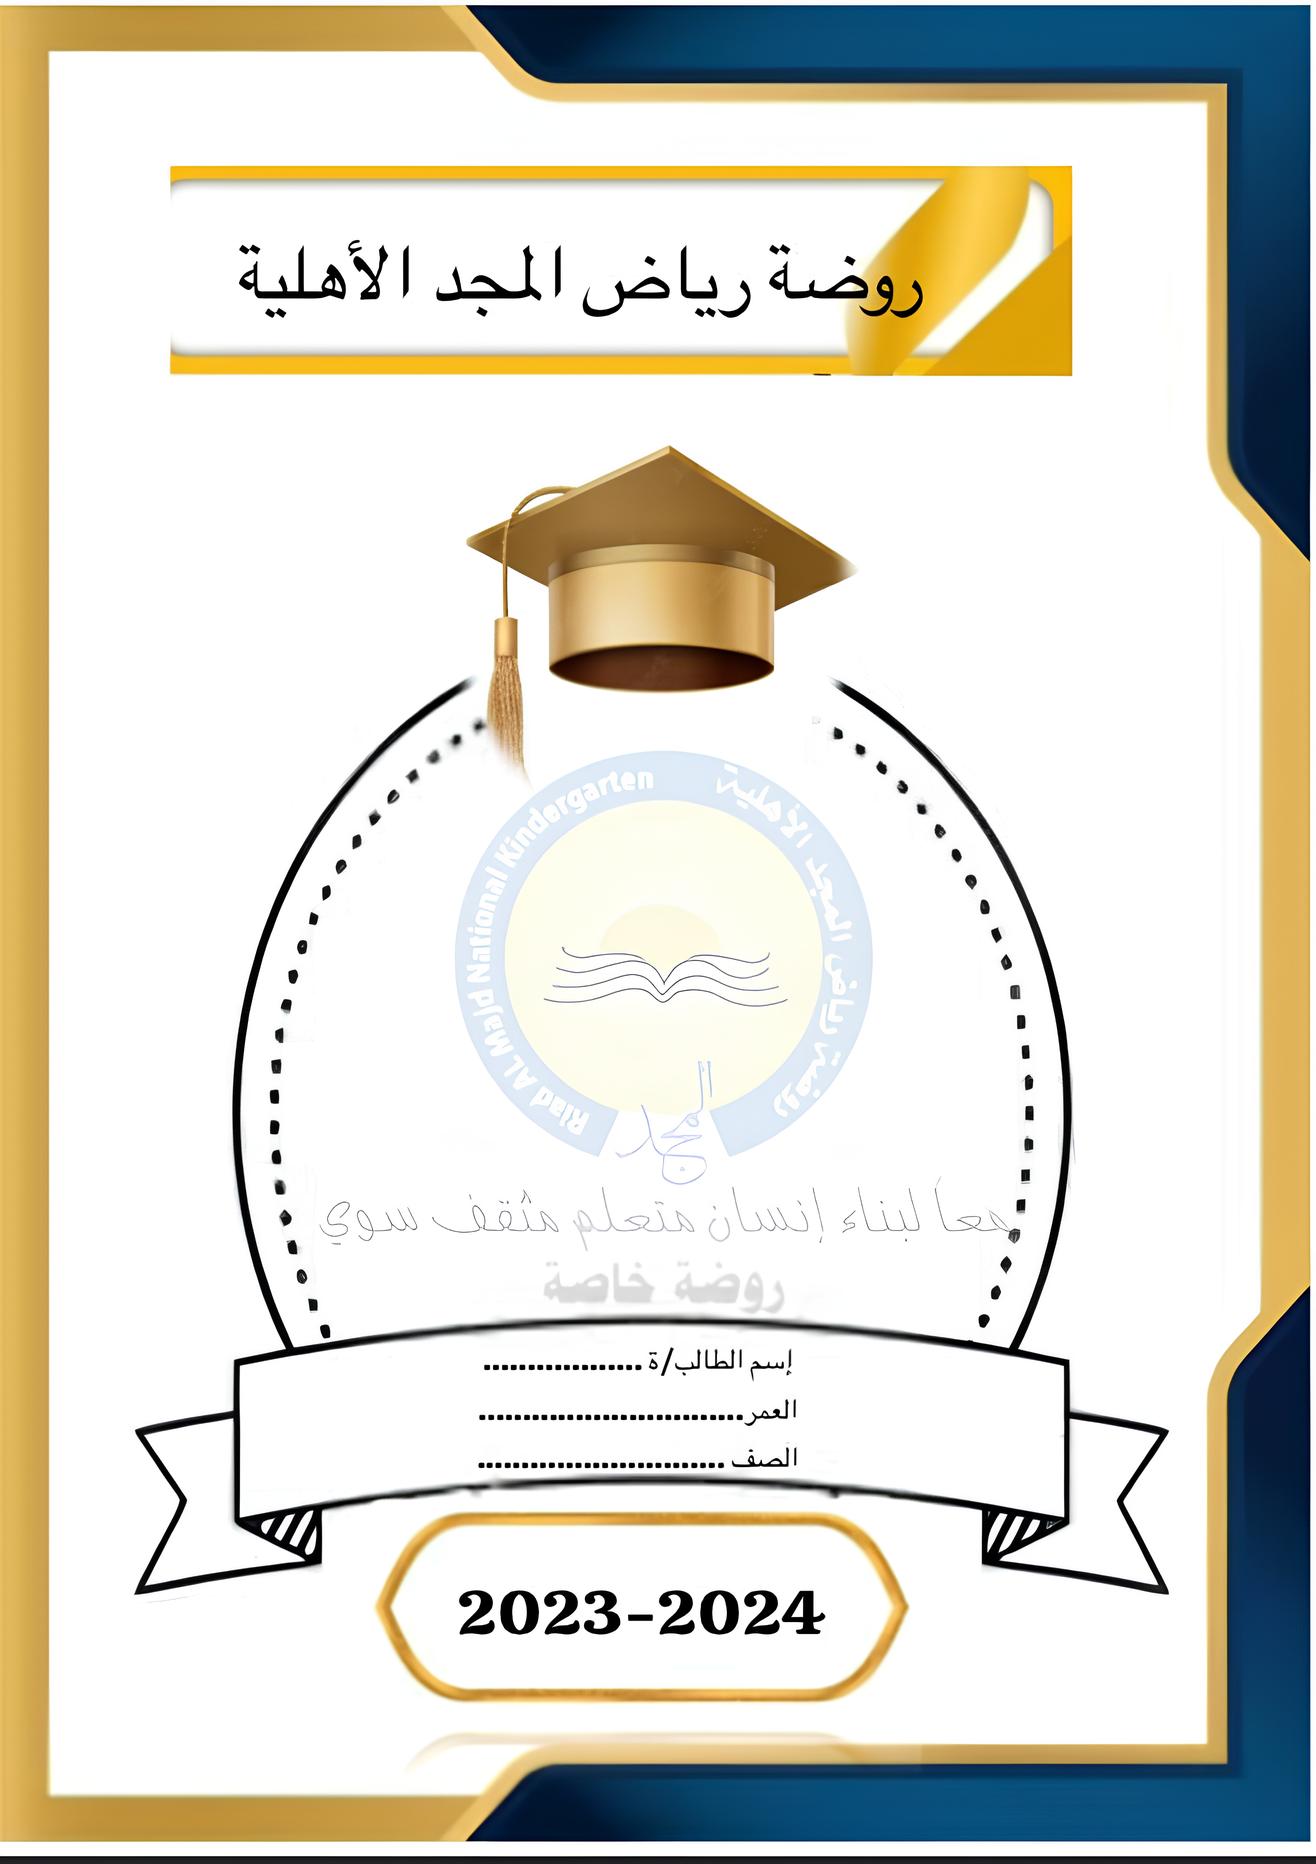 روضة رياض المجد الأهلية
Riad AL Majd National Kindergarten
روضة رياض المجد الأهلية
المجد
معاً لبناء إنسان متعلم مثقف سوي
روضة خاصة
إسم الطالب/ة ....................
العمر..................................
الصف ...............................
2023-2024